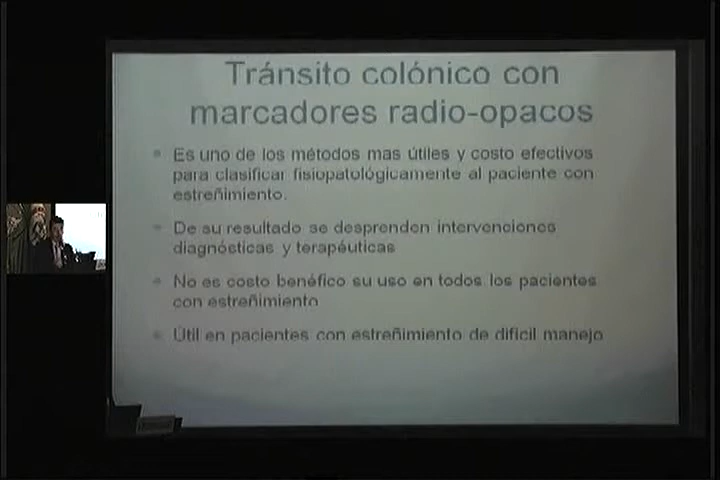 Tránsito colónico con
marcadores radio-opacos
Es uno de los métodos mas útiles y costo efectivos
para clasificar fisiopatológicamente al paciente con
estreñimiento.
De su resultado se desprenden intervenciones
diagnósticas y terapéuticas
No es costo benéfico su uso en todos los pacientes
con estreñimiento
Útil en pacientes con estreñimiento de dificil manejo